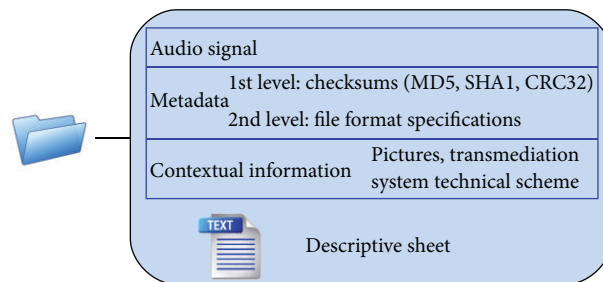 Audio signal
1st level: checksums (MD5, SHA1, CRC32)
Metadata
2nd level: file format specifications
Pictures, transmediation
Contextual information
system technical scheme
TEXT
Descriptive sheet